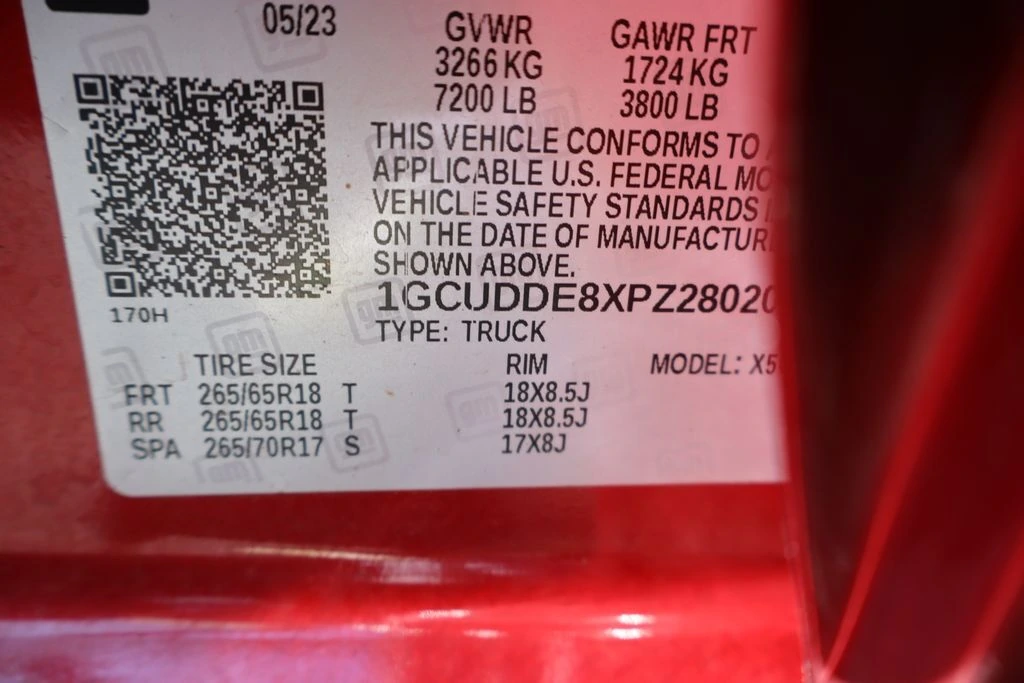 05/23 GVWR GAWR FRT
3266 KG 1724 KG
7200 LB 3800 LB
THIS VEHICLE CONFORMS TO
APPLICABLE U.S. FEDERAL
VEHICLE SAFETY STANDARDS
ON THE DATE OF MANUFACTUR
SHOWN ABOVE.
1GCUDDE8XPZ28020
170H
TYPE: TRUCK
TIRE SIZE RIM MODEL: X5
FRT 265/65R18 T 18X8.5J
RR 265/65R18 T 18X8.5J
SPA 265/70R17 S 17X8J